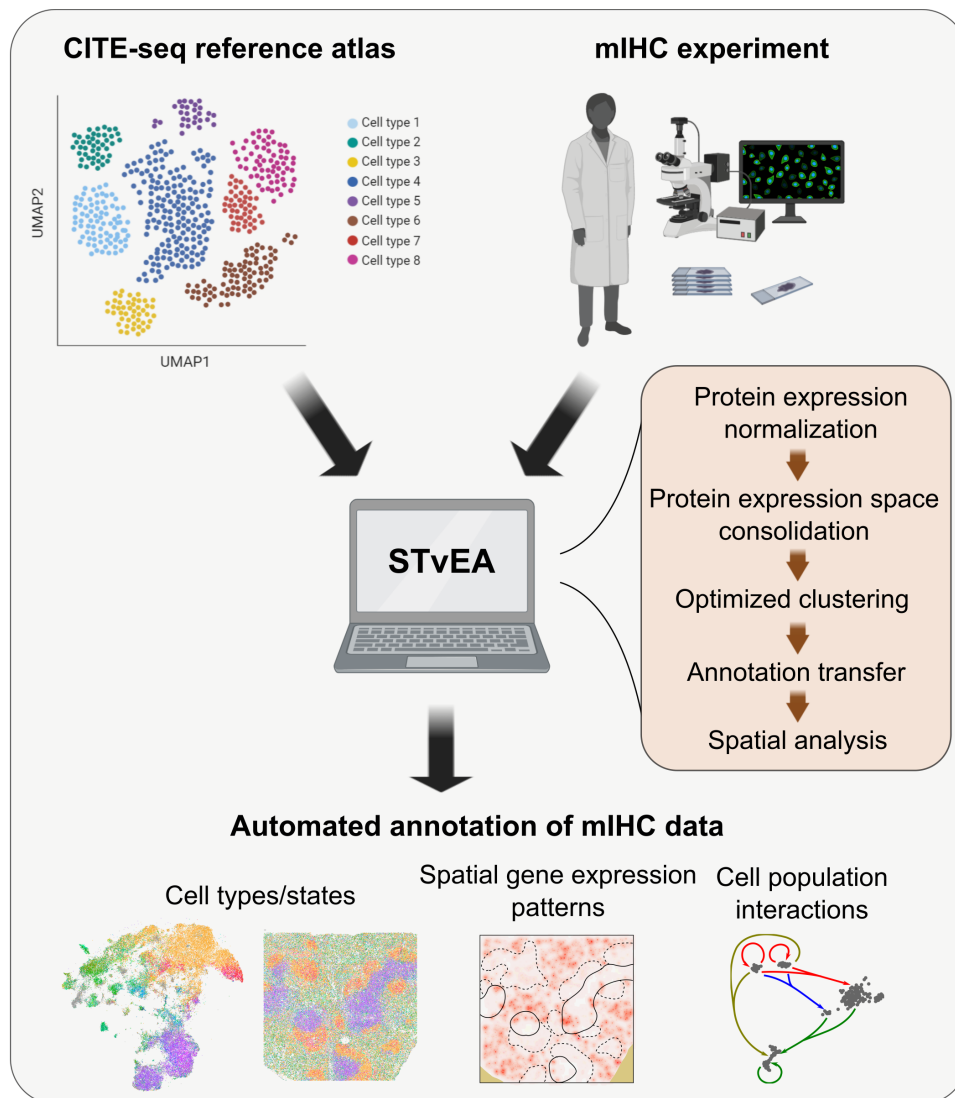 CITE-seq reference atlas
mIHC experiment
UMAP2
UMAP1
Cell type 1
Cell type 2
Cell type 3
Cell type 4
Cell type 5
Cell type 6
Cell type 7
Cell type 8
STvEA
Protein expression
normalization
Protein expression space
consolidation
Optimized clustering
Annotation transfer
Spatial analysis
Automated annotation of mIHC data
Cell types/states
Spatial gene expression
patterns
Cell population
interactions